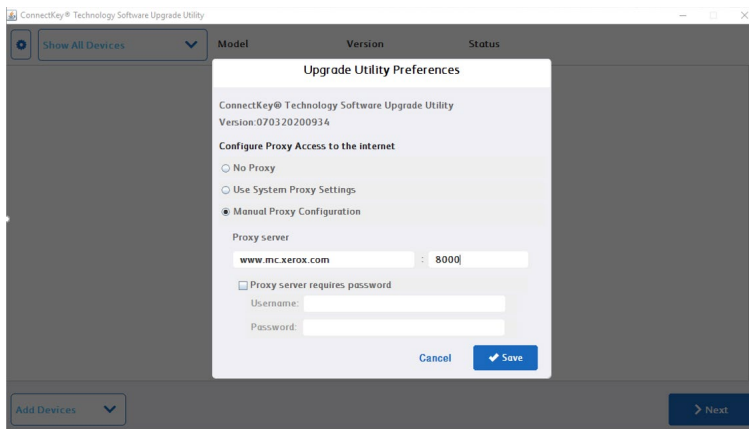 ConnectKey® Technology Software Upgrade Utility
Show All Devices
Model Version Status
Upgrade Utility Preferences
ConnectKey® Technology Software Upgrade Utility
Version:070320200934
Configure Proxy Access to the internet
No Proxy
Use System Proxy Settings
Manual Proxy Configuration
Proxy server
www.mc.xerox.com : 8000
Proxy server requires password
Username:
Password:
Cancel Save
Add Devices
Next